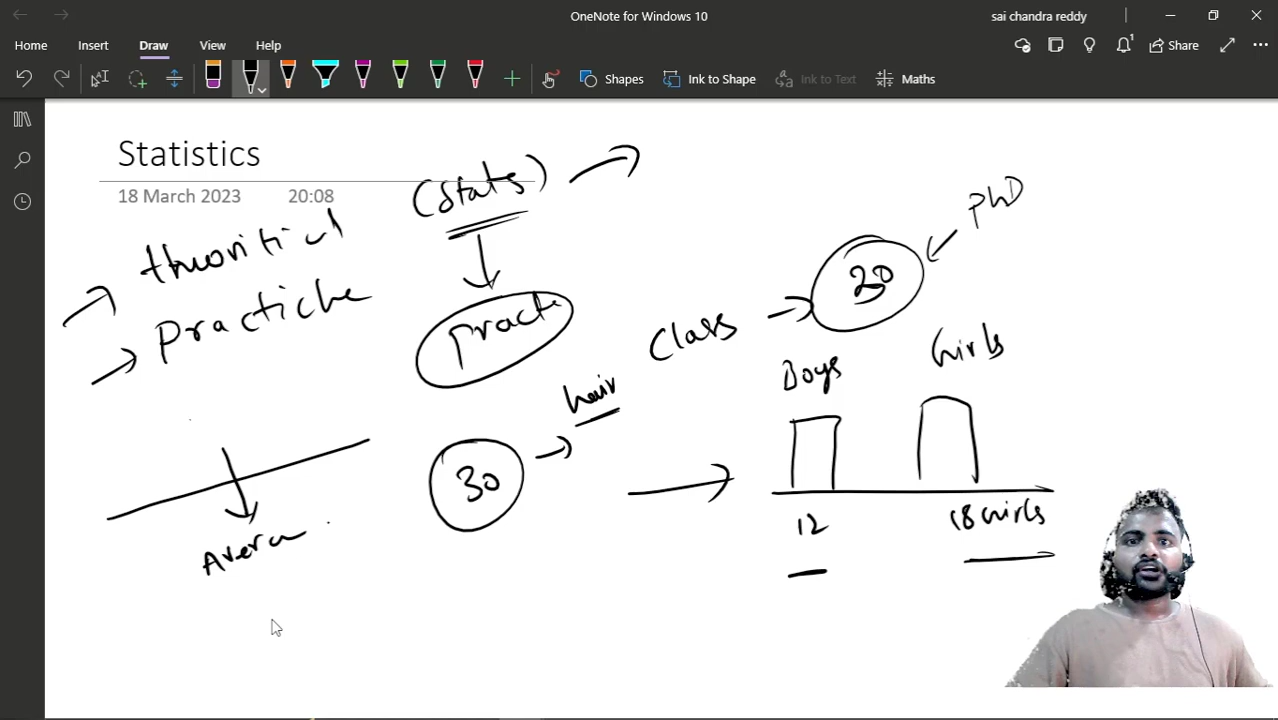 OneNote for Windows 10
sai chandra reddy
Home
Insert
Draw
View
Help
1
Share
Shapes
Ink to Shape
Ink to Text
Maths
Statistics
18 March 2023
20:08
(Stats)
PhD
theoritical
20
Practicle
practi
Class
Boys
Girls
hair
30
12
18 Girls